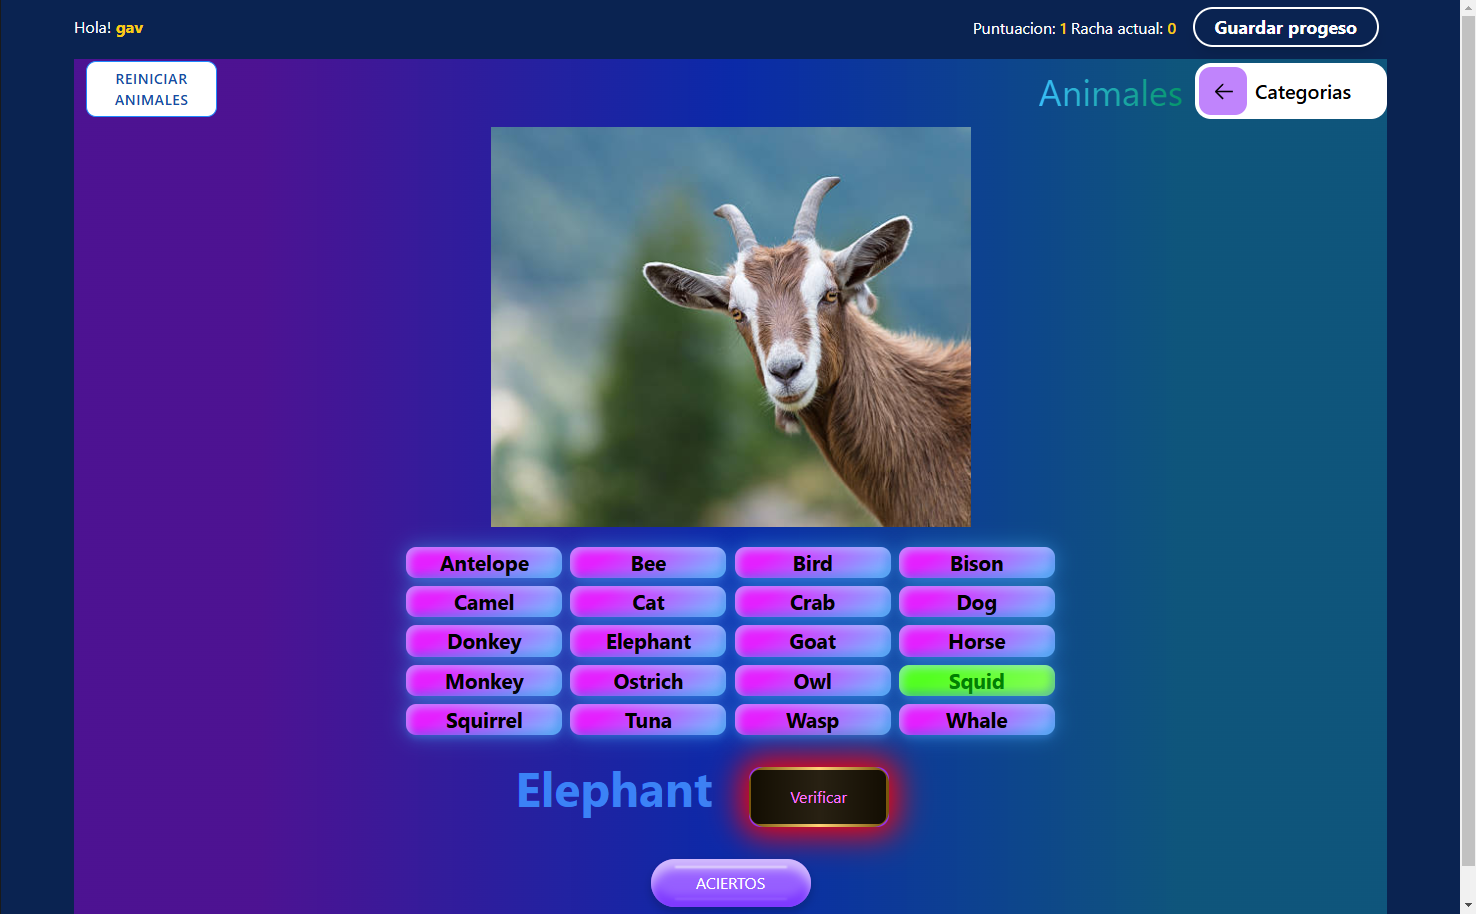 Hola! gav
Puntuacion: 1 Racha actual: 0
Guardar progeso
REINICIAR
ANIMALES
Animales
Categorias
Antelope
Bee
Bird
Bison
Camel
Cat
Crab
Dog
Donkey
Elephant
Goat
Horse
Monkey
Ostrich
Owl
Squid
Squirrel
Tuna
Wasp
Whale
Elephant
Verificar
ACIERTOS